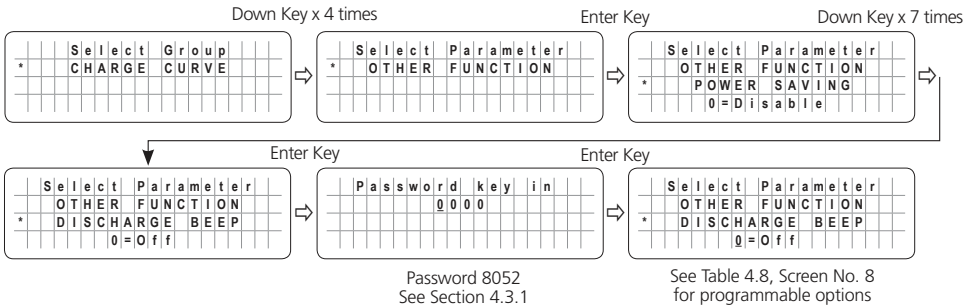 Down Key x 4 times
Enter Key
Down Key x 7 times
Select Group
* CHARGE CURVE
Select Parameter
* OTHER FUNCTION
Select Parameter
OTHER FUNCTION
* POWER SAVING
0=Disable
Enter Key
Enter Key
Select Parameter
OTHER FUNCTION
* DISCHARGE BEEP
0=Off
Password key in
0000
Select Parameter
OTHER FUNCTION
* DISCHARGE BEEP
0=Off
Password 8052
See Section 4.3.1
See Table 4.8, Screen No. 8
for programmable options